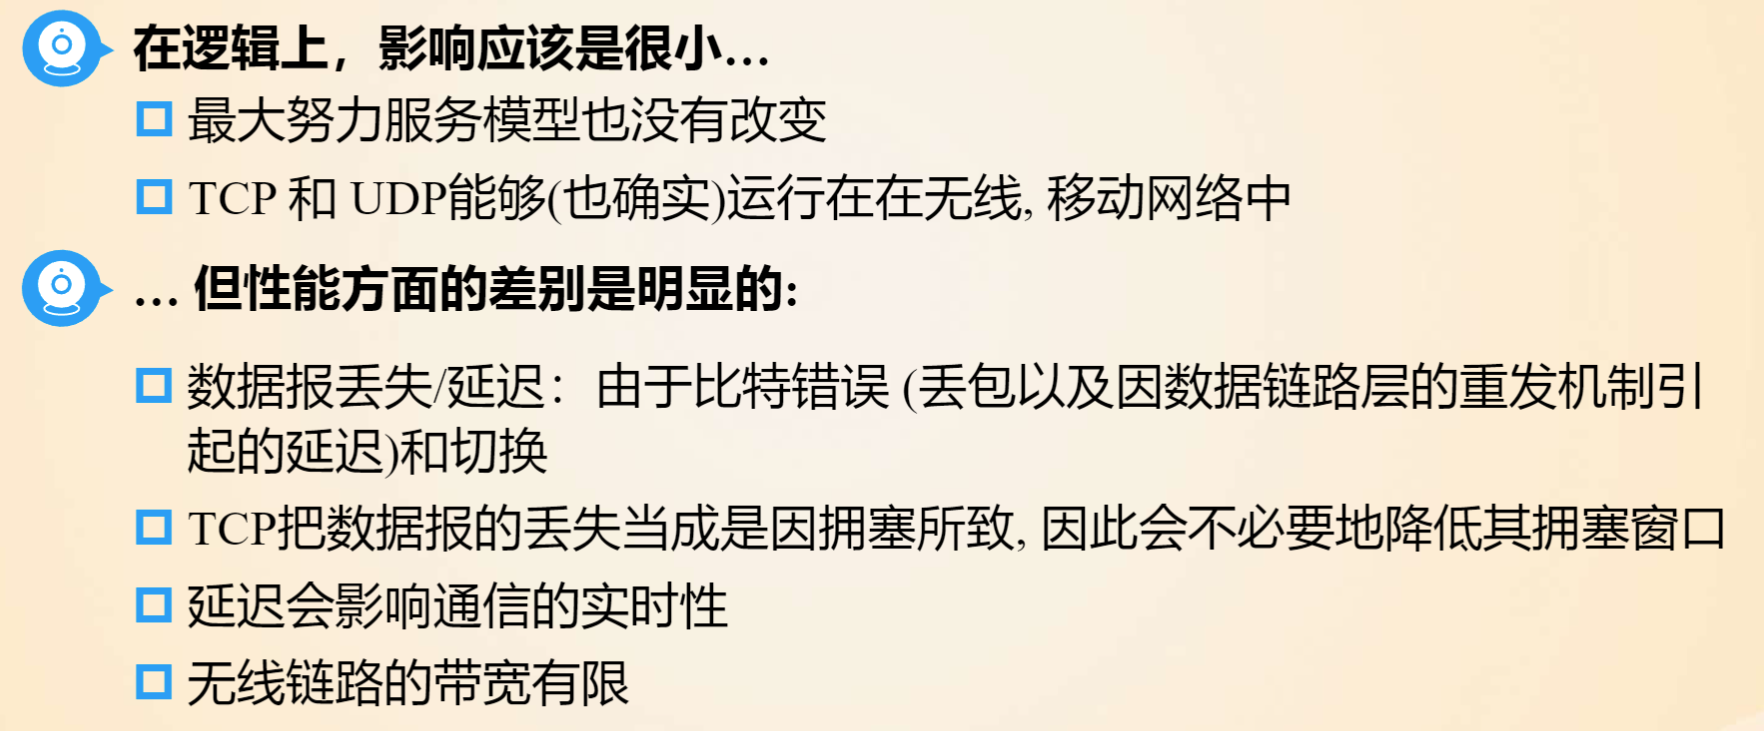 在逻辑上，影响应该是很小…
最大努力服务模型也没有改变
TCP 和 UDP能够(也确实)运行在在无线, 移动网络中
… 但性能方面的差别是明显的:
数据报丢失/延迟：由于比特错误 (丢包以及因数据链路层的重发机制引
起的延迟)和切换
TCP把数据报的丢失当成是因拥塞所致, 因此会不必要地降低其拥塞窗口
延迟会影响通信的实时性
无线链路的带宽有限